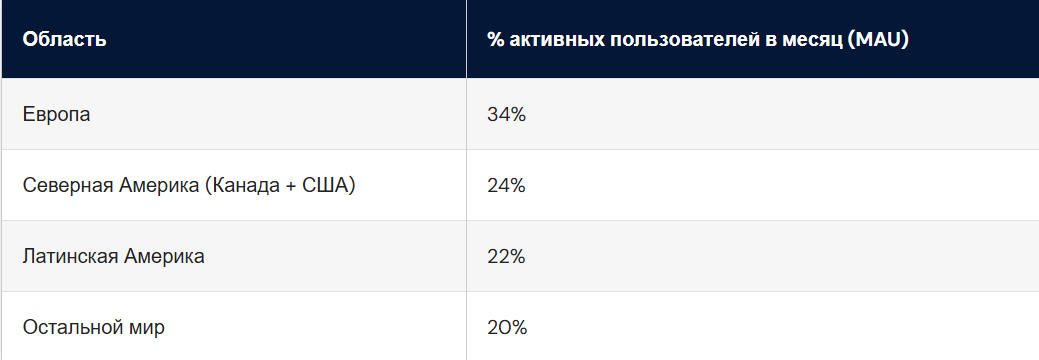 Область % активных пользователей в месяц (MAU)
Европа 34%
Северная Америка (Канада + США) 24%
Латинская Америка 22%
Остальной мир 20%